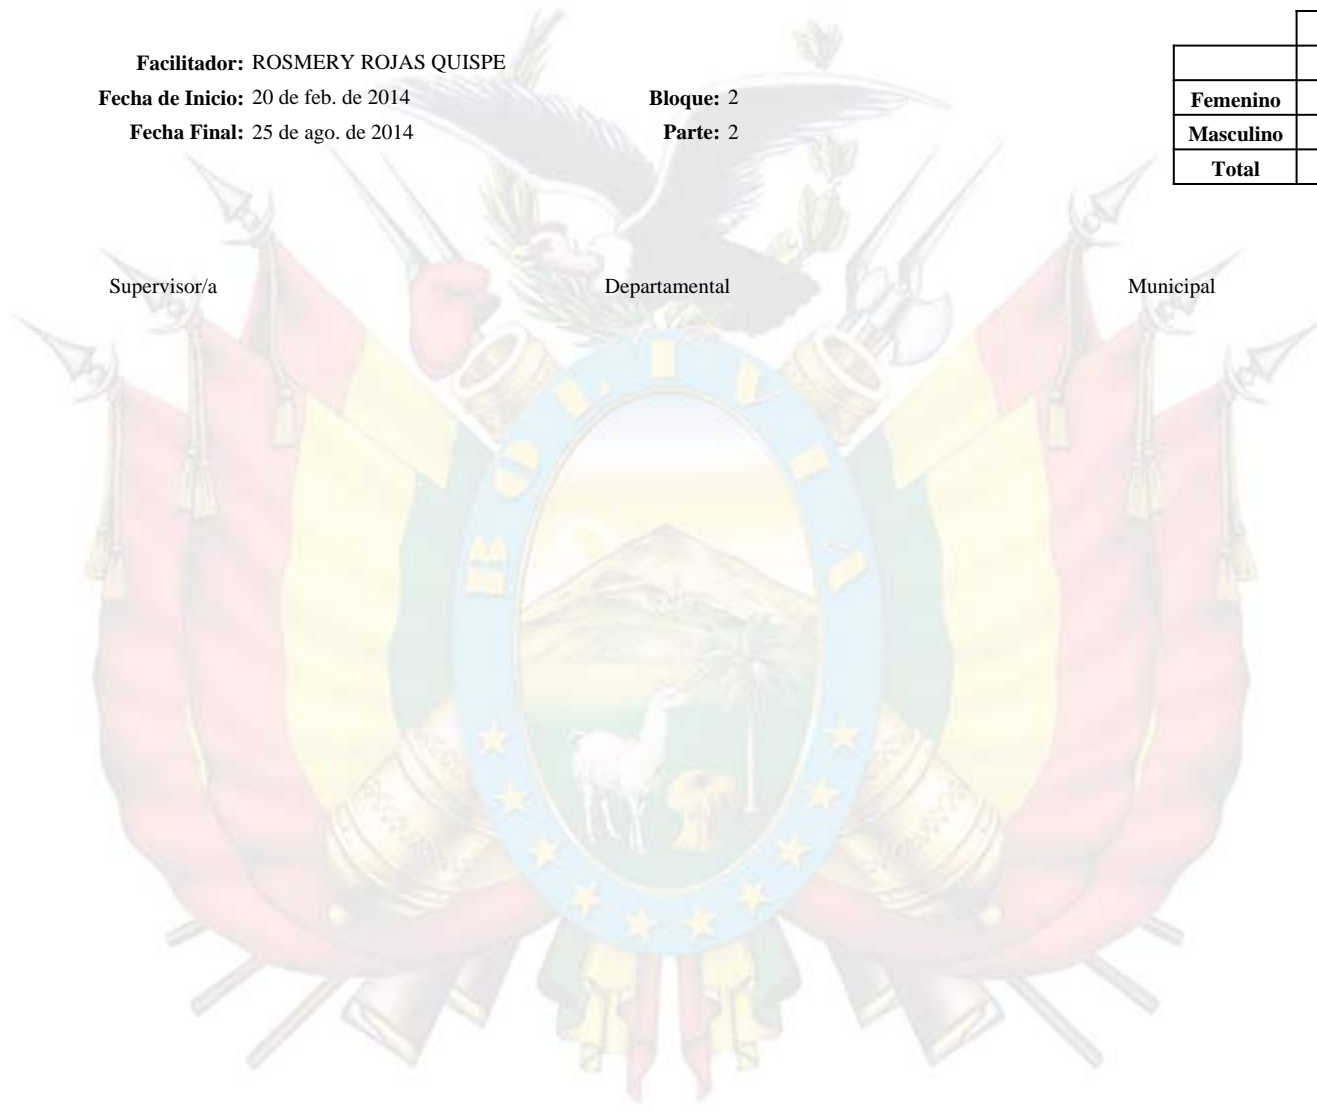 Facilitador: ROSMERY ROJAS QUISPE
Fecha de Inicio: 20 de feb. de 2014 Bloque: 2
Fecha Final: 25 de ago. de 2014 Parte: 2
Femenino
Masculino
Total
Supervisor/a Departamental Municipal
BOLIVIA